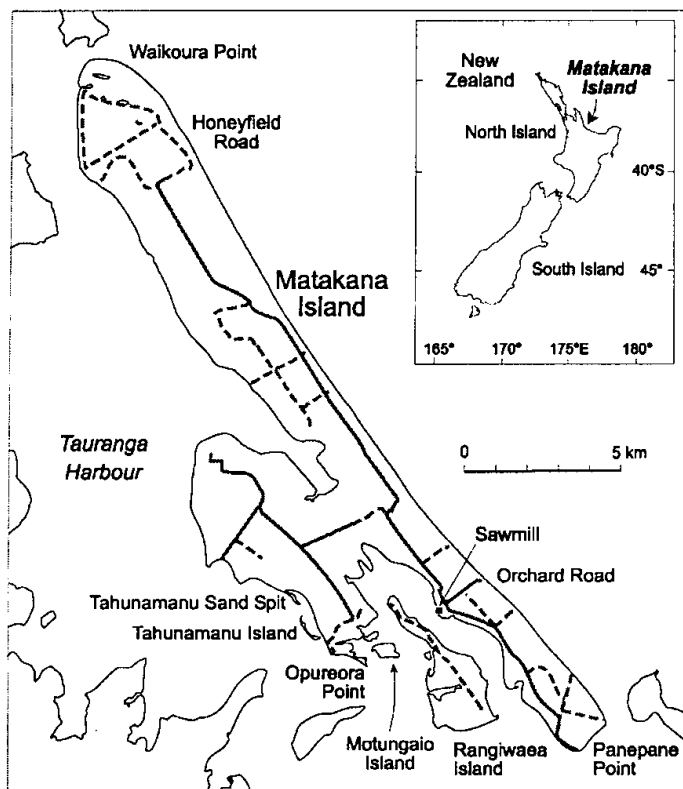 Waikoura Point
Honeyfield
Road
Matakana
Island
Tauranga
Harbour
Tahunamanu Sand Spit
Tahunamanu Island
Opureora
Point
Motungaio
Island
Rangiwaea
Island
Panepane
Point
Orchard Road
Sawmill
0 5 km
New
Zealand
Matakana
Island
North Island
40°S
45°
South Island
165° 170° 175°E 180°